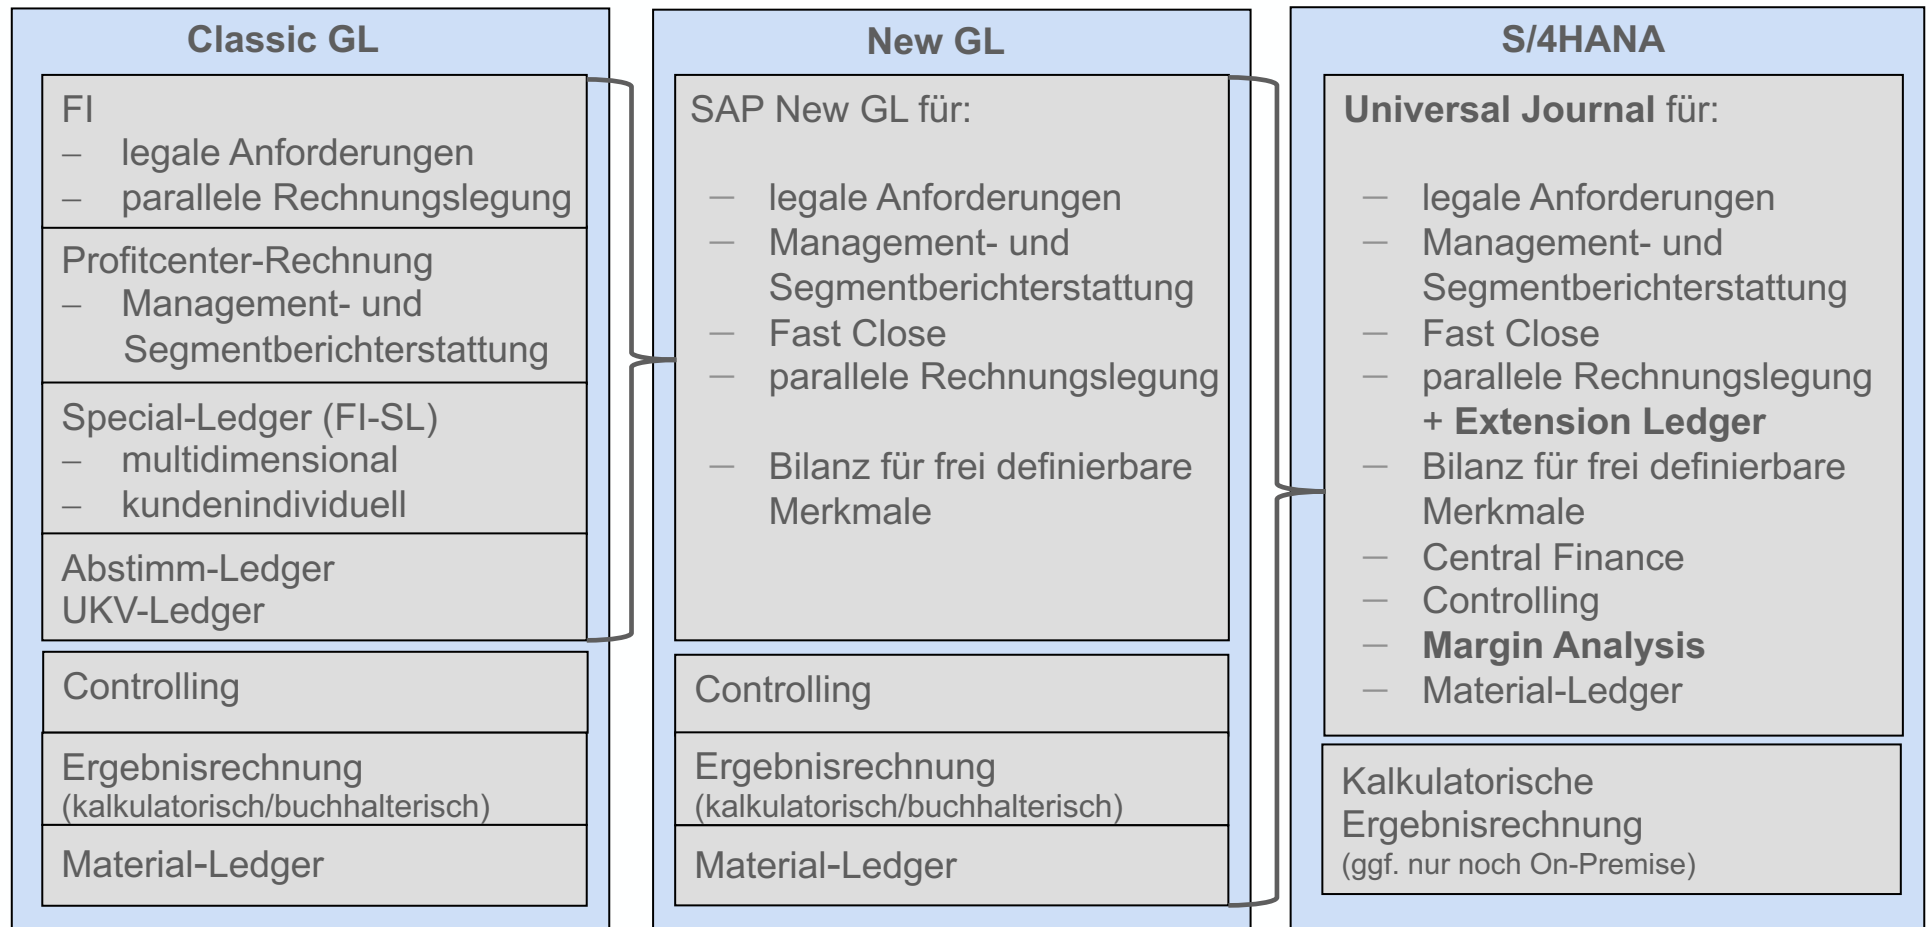 Classic GL
FI
– legale Anforderungen
– parallele Rechnungslegung
Profitcenter-Rechnung
– Management- und
Segmentberichterstattung
Special-Ledger (FI-SL)
– multidimensional
– kundenindividuell
Abstimm-Ledger
UKV-Ledger
Controlling
Ergebnisrechnung
(kalkulatorisch/buchhalterisch)
Material-Ledger
New GL
SAP New GL für:
– legale Anforderungen
– Management- und
Segmentberichterstattung
– Fast Close
– parallele Rechnungslegung
– Bilanz für frei definierbare
Merkmale
Controlling
Ergebnisrechnung
(kalkulatorisch/buchhalterisch)
Material-Ledger
S/4HANA
Universal Journal für:
– legale Anforderungen
– Management- und
Segmentberichterstattung
– Fast Close
– parallele Rechnungslegung
+ Extension Ledger
– Bilanz für frei definierbare
Merkmale
– Central Finance
– Controlling
– Margin Analysis
– Material-Ledger
Kalkulatorische
Ergebnisrechnung
(ggf. nur noch On-Premise)